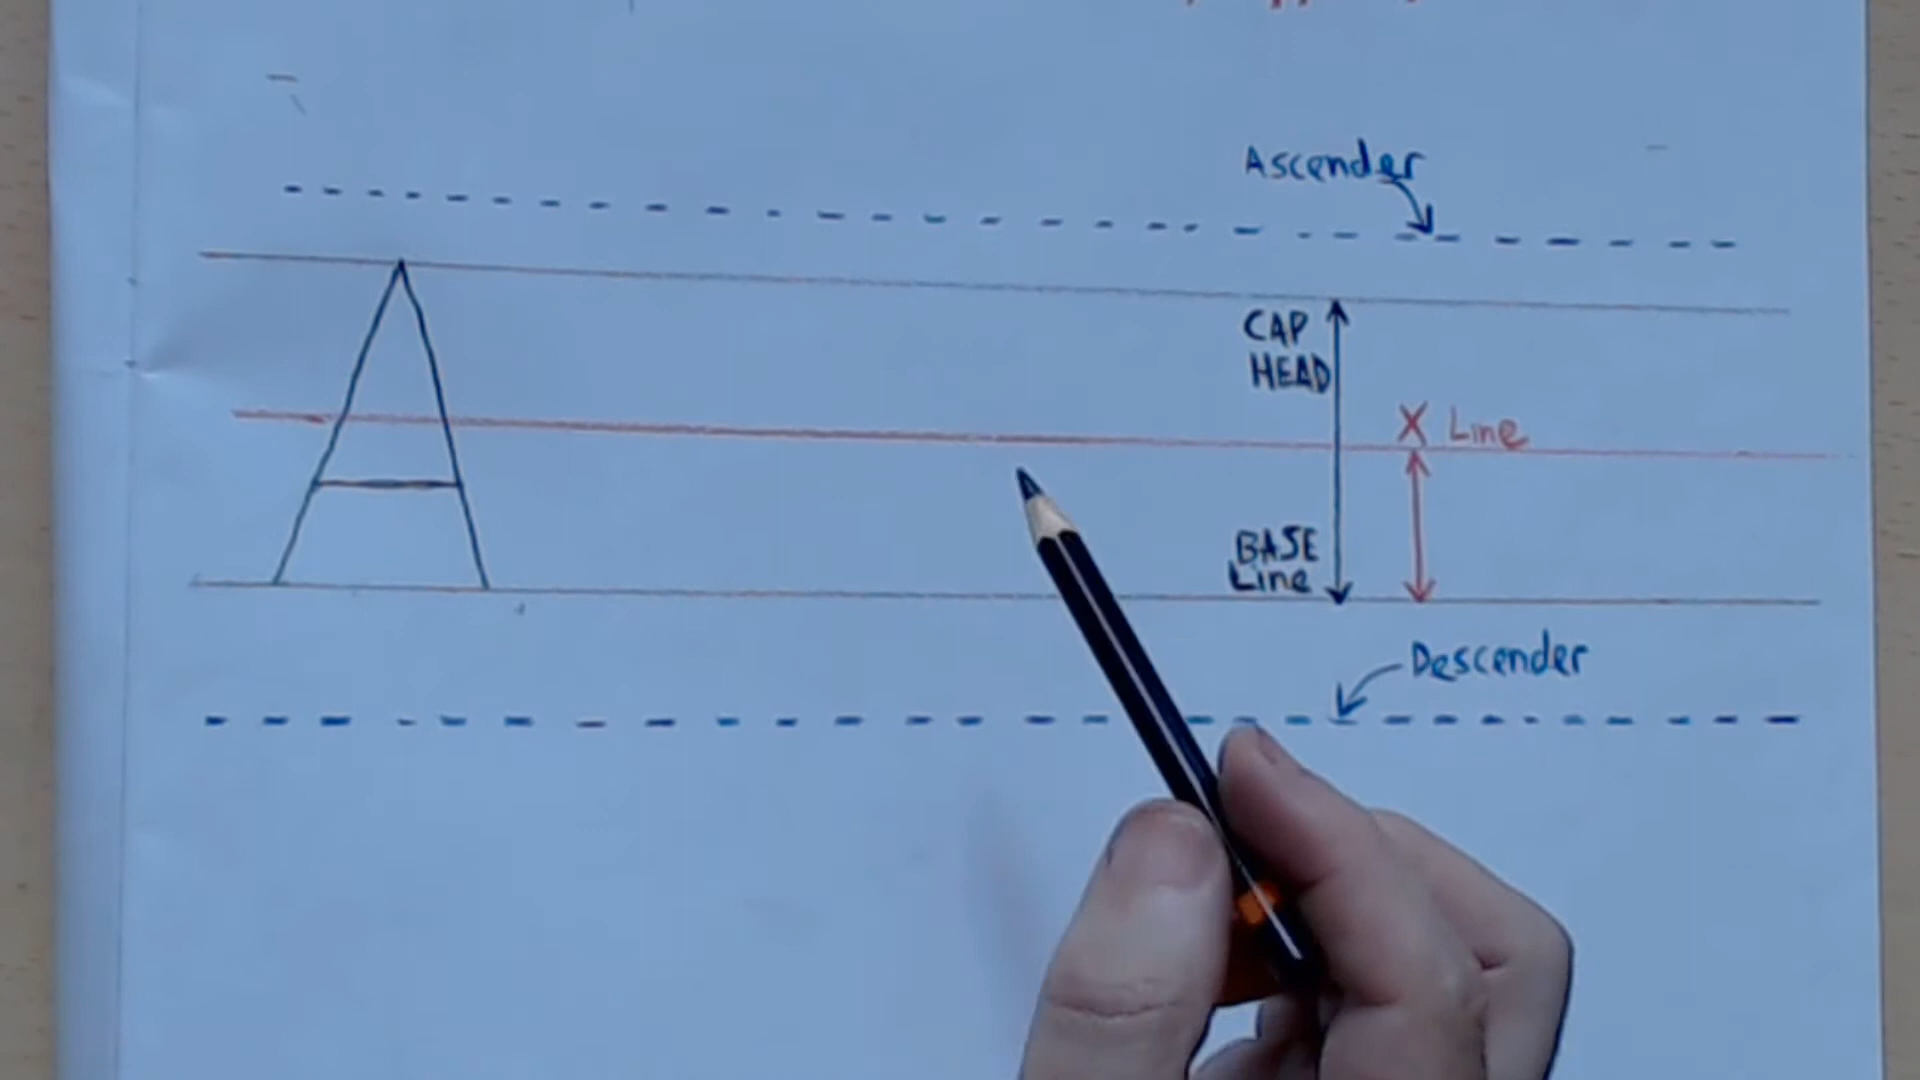 Ascender
A
CAP
HEAD
X Line
BASE
Line
Descender